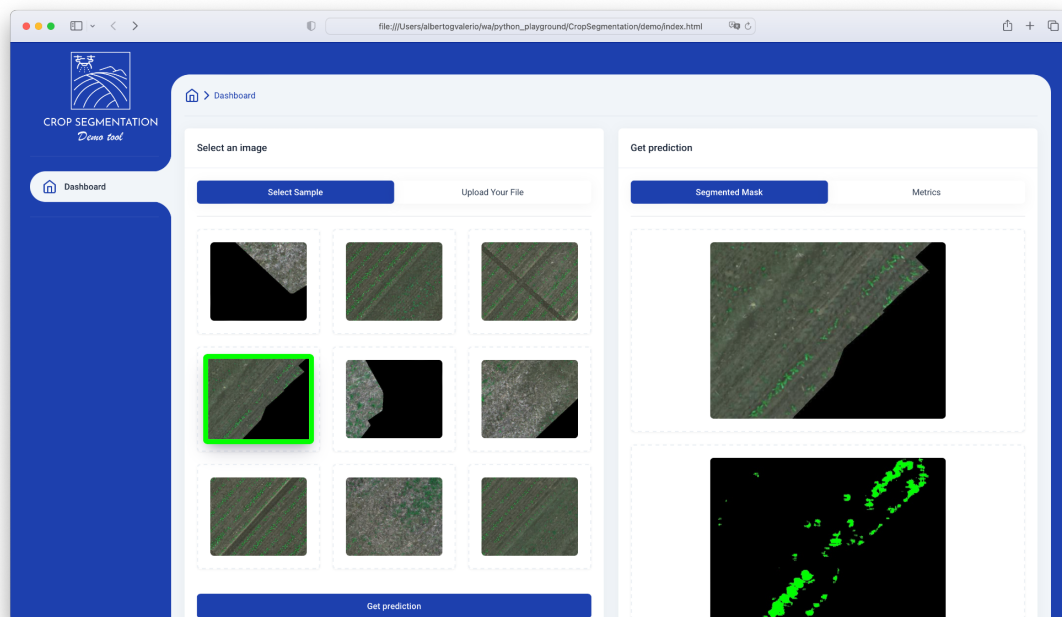 file:///Users/albertogvalerio/wa/python_playground/CropSegmentation/demo/index.html
CROP SEGMENTATION
Demo tool
Dashboard
Dashboard
Select an image
Get prediction
Select Sample
Upload Your File
Segmented Mask
Metrics
Get prediction